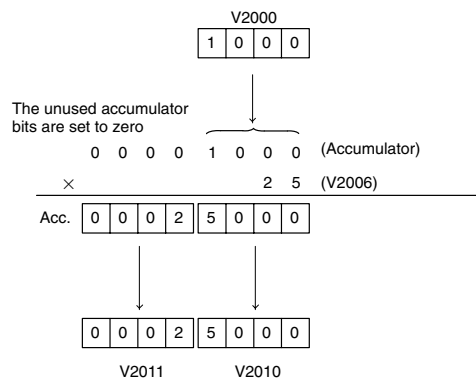 V2000
1 0 0 0
The unused accumulator
bits are set to zero
0 0 0 0 1 0 0 0 (Accumulator)
× 2 5 (V2006)
Acc. 0 0 0 2 5 0 0 0
0 0 0 2 5 0 0 0
V2011 V2010